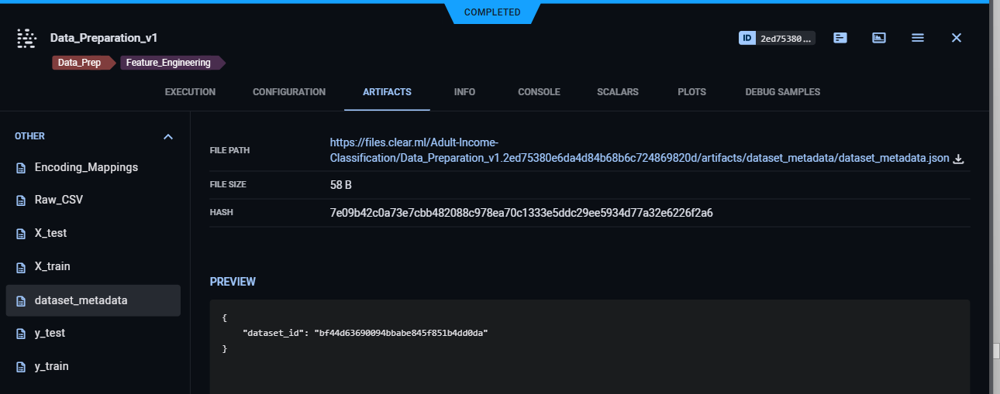 COMPLETED
Data_Preparation_v1
ID 2ed75380 ...
Data_Prep Feature_Engineering
EXECUTION CONFIGURATION ARTIFACTS INFO CONSOLE SCALARS PLOTS DEBUG SAMPLES
OTHER
Encoding_Mappings
Raw_CSV
X_test
X_train
dataset_metadata
y_test
y_train
FILE PATH
https://files.clear.ml/Adult-Income-
Classification/Data_Preparation_v1.2ed75380e6da4d84b68b6c724869820d/artifacts/dataset_metadata/dataset_metadata.json
FILE SIZE 58 B
HASH 7e09b42c0a73e7cbb482088c978ea70c1333e5ddc29ee5934d77a32e6226f2a6
PREVIEW
{
"dataset_id": "bf44d63690094bbabe845f851b4dd0da"
}